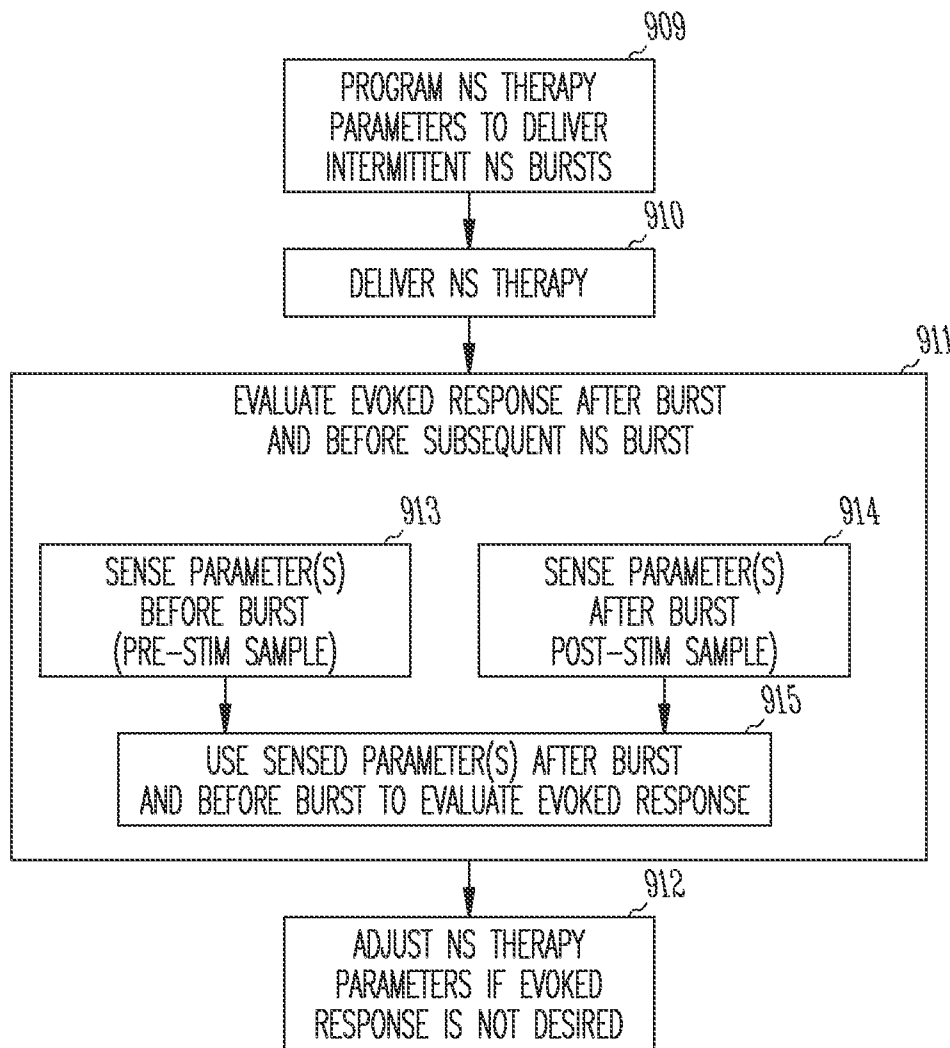 909
PROGRAM NS THERAPY
PARAMETERS TO DELIVER
INTERMITTENT NS BURSTS
910
DELIVER NS THERAPY
911
EVALUATE EVOKED RESPONSE AFTER BURST
AND BEFORE SUBSEQUENT NS BURST
913
SENSE PARAMETER(S)
BEFORE BURST
(PRE-STIM SAMPLE)
914
SENSE PARAMETER(S)
AFTER BURST
POST-STIM SAMPLE)
915
USE SENSED PARAMETER(S) AFTER BURST
AND BEFORE BURST TO EVALUATE EVOKED RESPONSE
912
ADJUST NS THERAPY
PARAMETERS IF EVOKED
RESPONSE IS NOT DESIRED